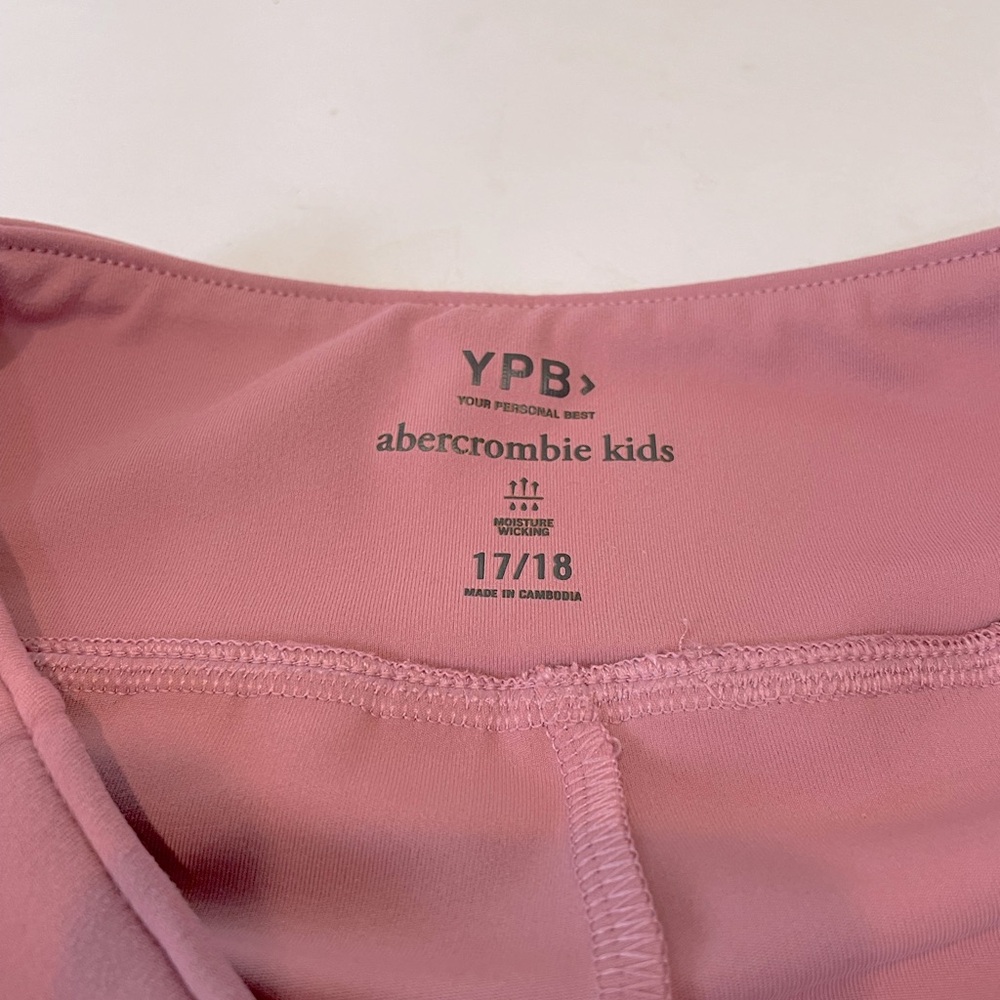 YPB>
YOUR PERSONAL BEST
abercrombie kids
MOISTURE
WICKING
17/18
MADE IN CAMBODIA